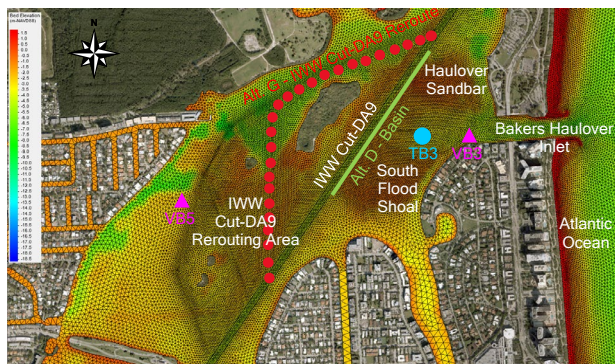 Bed Elevation
(m-NAVD88)
N
Alt. G - IWW Cut-DA9 Reroute
Haulover
Sandbar
IWW Cut-DA9
Alt. D - Basin
Bakers Haulover
Inlet
TB3
VB3
South
Flood
Shoal
VB5
IWW
Cut-DA9
Rerouting Area
Atlantic
Ocean